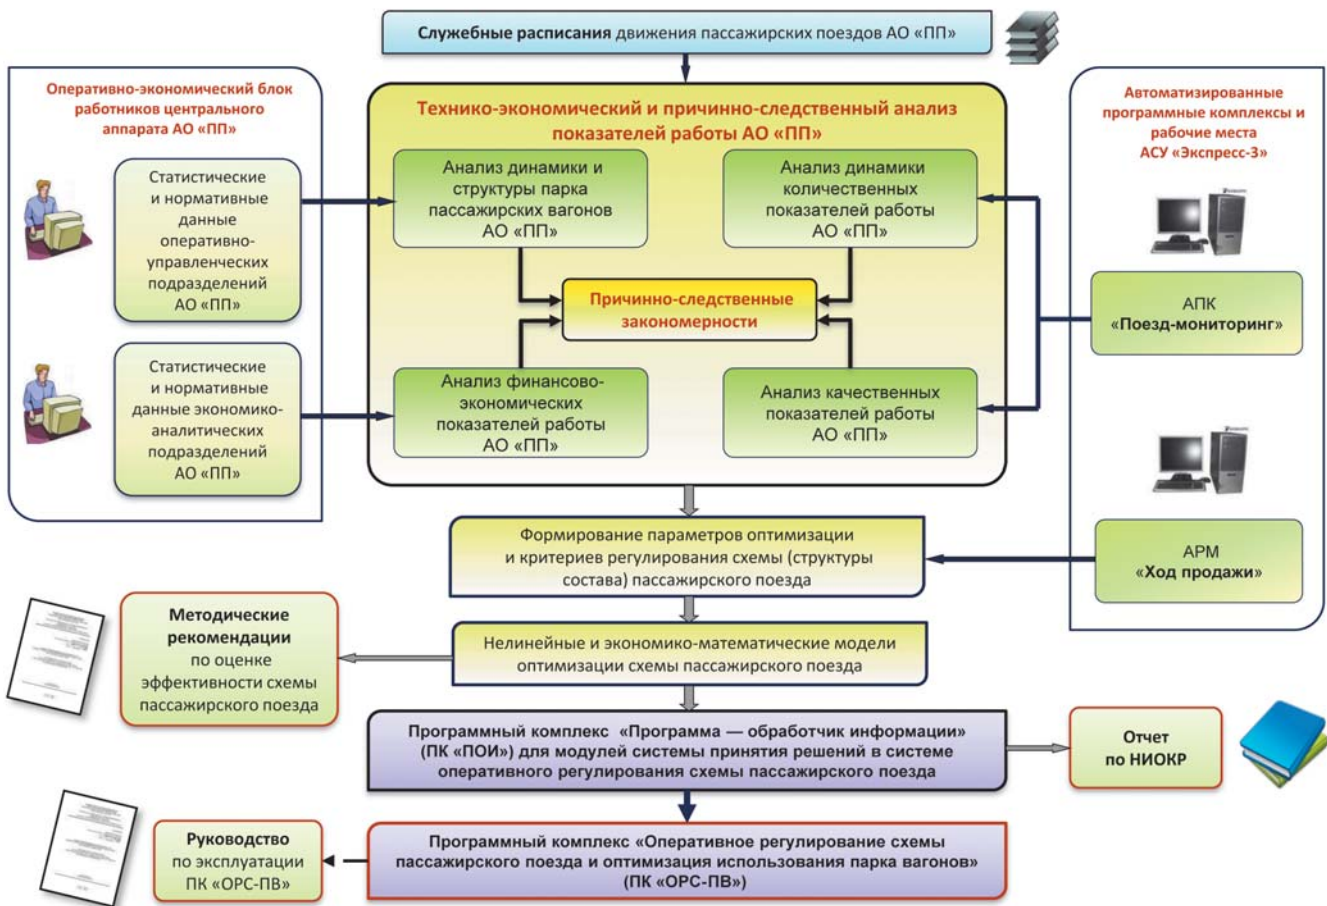 Служебные расписания движения пассажирских поездов АО «ПП»
Оперативно-экономический блок
работников центрального
аппарата АО «ПП»
Статистические
и нормативные
данные
оперативно-
управленческих
подразделений
АО «ПП»
Статистические
и нормативные
данные экономико-
аналитических
подразделений
АО «ПП»
Технико-экономический и причинно-следственный анализ
показателей работы АО «ПП»
Анализ динамики и
структуры парка
пассажирских вагонов
АО «ПП»
Анализ динамики
количественных
показателей работы
АО «ПП»
Причинно-следственные
закономерности
Анализ финансово-
экономических
показателей работы
АО «ПП»
Анализ качественных
показателей работы
АО «ПП»
Автоматизированные
программные комплексы и
рабочие места
АСУ «Экспресс-3»
АПК
«Поезд-мониторинг»
АРМ
«Ход продажи»
Формирование параметров оптимизации
и критериев регулирования схемы (структуры
состава) пассажирского поезда
Методические
рекомендации
по оценке
эффективности схемы
пассажирского поезда
Нелинейные и экономико-математические модели
оптимизации схемы пассажирского поезда
Программный комплекс «Программа — обработчик информации»
(ПК «ПОИ») для модулей системы принятия решений в системе
оперативного регулирования схемы пассажирского поезда
Отчет
по НИОКР
Руководство
по эксплуатации
ПК «ОРС-ПВ»
Программный комплекс «Оперативное регулирование схемы
пассажирского поезда и оптимизация использования парка вагонов»
(ПК «ОРС-ПВ»)